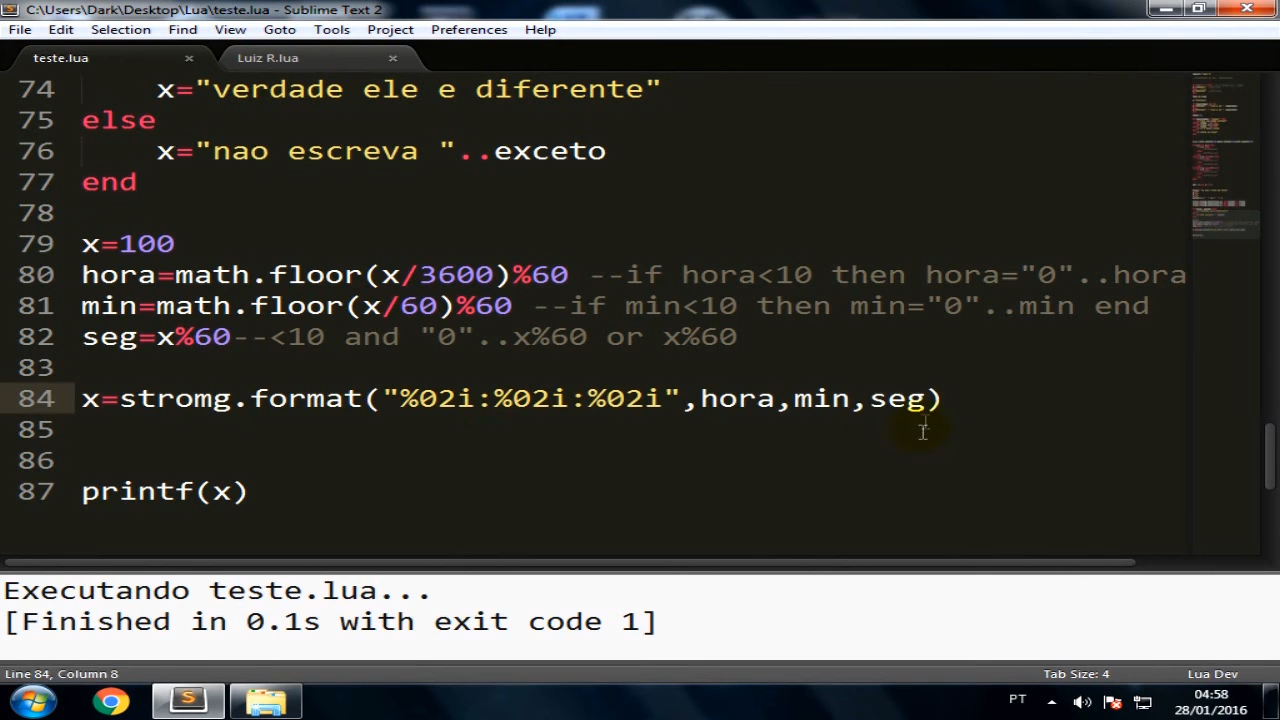 C:\Users\Dark\Desktop\Lua\teste.lua - Sublime Text 2
File Edit Selection Find View Goto Tools Project Preferences Help
teste.lua × Luiz R.lua ×
74 x="verdade ele e diferente"
75 else
76 x="nao escreva "..exceto
77 end
78
79 x=100
80 hora=math.floor(x/3600)%60 --if hora<10 then hora="0"..hora
81 min=math.floor(x/60)%60 --if min<10 then min="0"..min end
82 seg=x%60--<10 and "0"..x%60 or x%60
83
84 x=stromg.format("%02i:%02i:%02i",hora,min,seg)
85
86
87 printf(x)
Executando teste.lua...
[Finished in 0.1s with exit code 1]
Line 84, Column 8 Tab Size: 4 Lua Dev
PT 04:58
28/01/2016